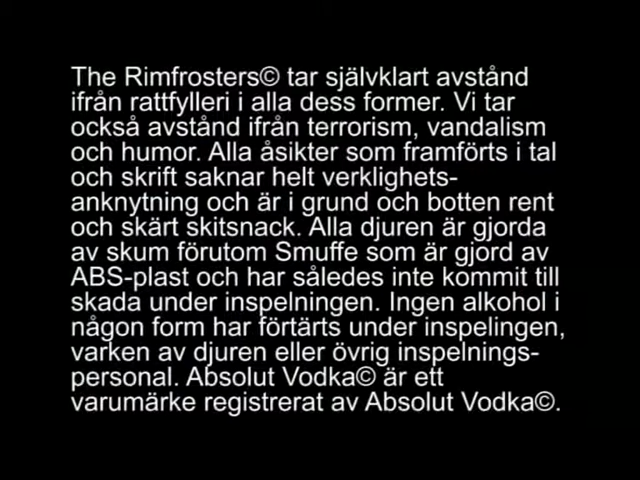 The Rimfrosters© tar självklart avstånd
ifrån rattfylleri i alla dess former. Vi tar
också avstånd ifrån terrorism, vandalism
och humor. Alla åsikter som framförts i tal
och skrift saknar helt verklighets-
anknytning och är i grund och botten rent
och skärt skitsnack. Alla djuren är gjorda
av skum förutom Smuffe som är gjord av
ABS-plast och har således inte kommit till
skada under inspelningen. Ingen alkohol i
någon form har förtärts under inspelingen,
varken av djuren eller övrig inspelnings-
personal. Absolut Vodka© är ett
varumärke registrerat av Absolut Vodka©.